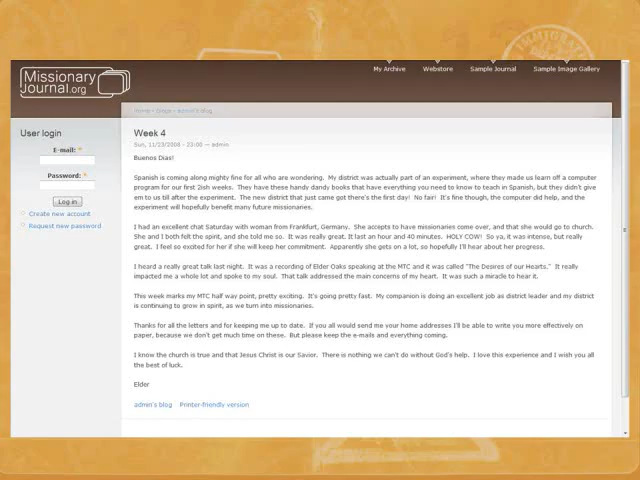 IMMIGRA
Missionary
Journal.org
My Archive
Webstore
Sample Journal
Sample Image Gallery
Home › Blogs › admin's blog
User login
E-mail: *
Password: *
Log in
Create new account
Request new password
Week 4
Sun, 11/23/2008 - 23:00 — admin
Buenos Dias!
Spanish is coming along mighty fine for all who are wondering. My district was actually part of an experiment, where they made us learn off a computer
program for our first 2ish weeks. They have these handy dandy books that have everything you need to know to teach in Spanish, but they didn't give
em to us till after the experiment. The new district that just came got there's the first day! No fair! It's fine though, the computer did help, and the
experiment will hopefully benefit many future missionaries.
I had an excellent chat Saturday with woman from Frankfurt, Germany. She accepts to have missionaries come over, and that she would go to church.
She and I both felt the spirit, and she told me so. It was really great. It last an hour and 40 minutes. HOLY COW! So ya, it was intense, but really
great. I feel so excited for her if she will keep her commitment. Apparently she gets on a lot, so hopefully I'll hear about her progress.
I heard a really great talk last night. It was a recording of Elder Oaks speaking at the MTC and it was called "The Desires of our Hearts." It really
impacted me a whole lot and spoke to my soul. That talk addressed the main concerns of my heart. It was such a miracle to hear it.
This week marks my MTC half way point, pretty exciting. It's going pretty fast. My companion is doing an excellent job as district leader and my district
is continuing to grow in spirit, as we turn into missionaries.
Thanks for all the letters and for keeping me up to date. If you all would send me your home addresses I'll be able to write you more effectively on
paper, because we don't get much time on these. But please keep the e-mails and everything coming.
I know the church is true and that Jesus Christ is our Savior. There is nothing we can't do without God's help. I love this experience and I wish you all
the best of luck.
Elder
admin's blog
Printer-friendly version